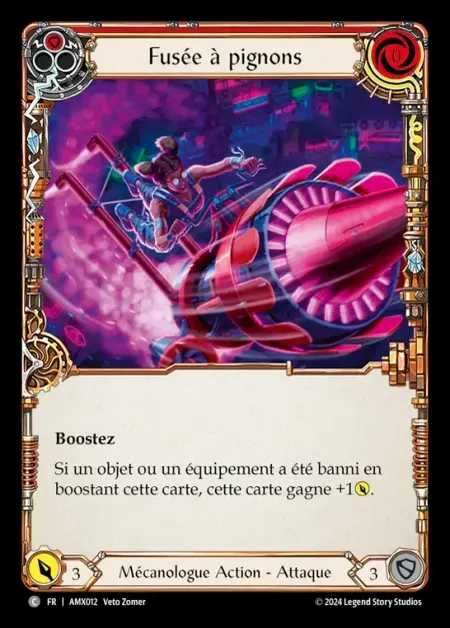 Fusée à pignons
0
Boostez
Si un objet ou un équipement a été banni en
boostant cette carte, cette carte gagne +1.
3
Mécanologue Action - Attaque
3
C FR | AMX012 Veto Zomer
© 2024 Legend Story Studios